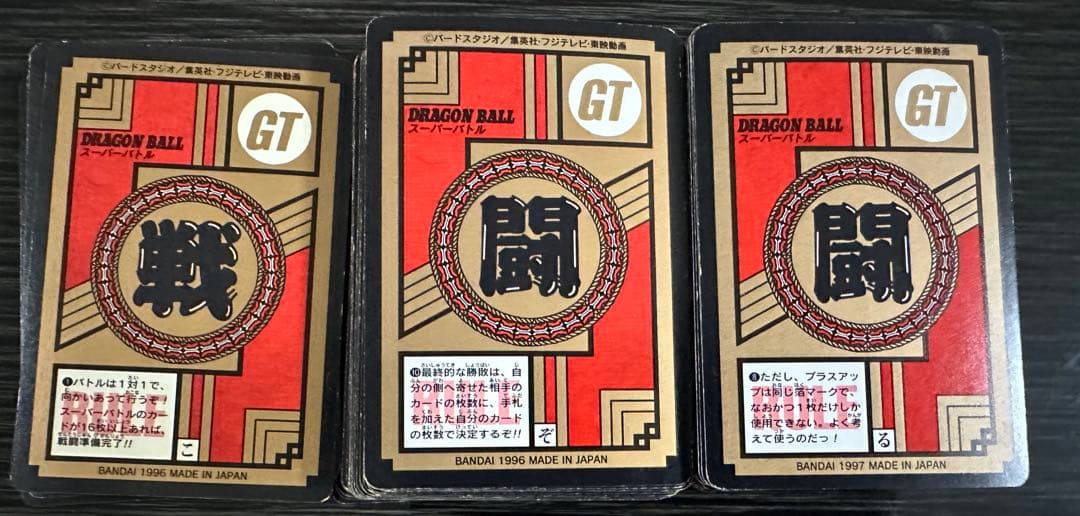 ©バードスタジオ／集英社・フジテレビ・東映動画
GT
DRAGON BALL
スーパーバトル
戦
❶バトルは1対1で、
向かいあって行うぞ!
スーパーバトルのカー
ドが16枚以上あれば、
戦闘準備完了!!
こ
BANDAI 1996 MADE IN JAPAN
©バードスタジオ／集英社・フジテレビ・東映動画
GT
DRAGON BALL
スーパーバトル
闘
❿最終的な勝敗は、自
分の側へ寄せた相手の
カードの枚数に、手札
を加えた自分のカード
の枚数で決定するぞ!!
ぞ
BANDAI 1996 MADE IN JAPAN
©バードスタジオ／集英社・フジテレビ・東映動画
GT
DRAGON BALL
スーパーバトル
闘
❽ただし、プラスアッ
プは同じ箔マークで、
なおかつ1枚だけしか
使用できない。よく考
えて使うのだっ!
る
BANDAI 1997 MADE IN JAPAN